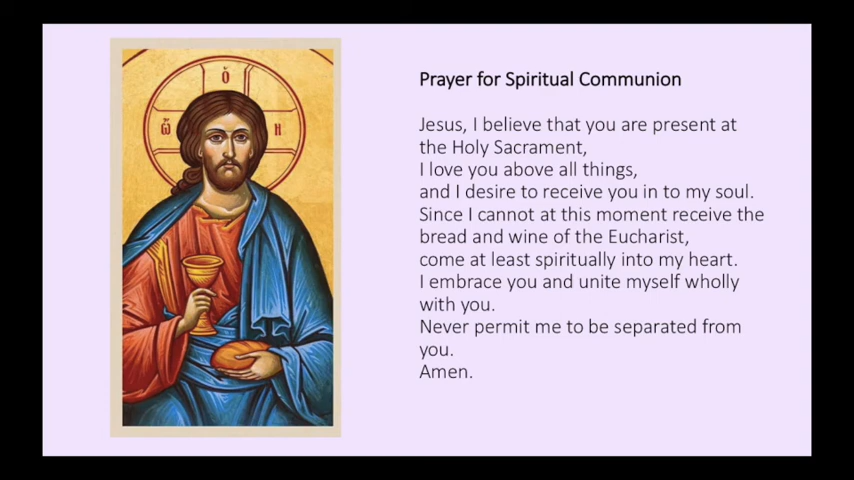 ὁ
ὤ Ν
Prayer for Spiritual Communion
Jesus, I believe that you are present at
the Holy Sacrament,
I love you above all things,
and I desire to receive you in to my soul.
Since I cannot at this moment receive the
bread and wine of the Eucharist,
come at least spiritually into my heart.
I embrace you and unite myself wholly
with you.
Never permit me to be separated from
you.
Amen.